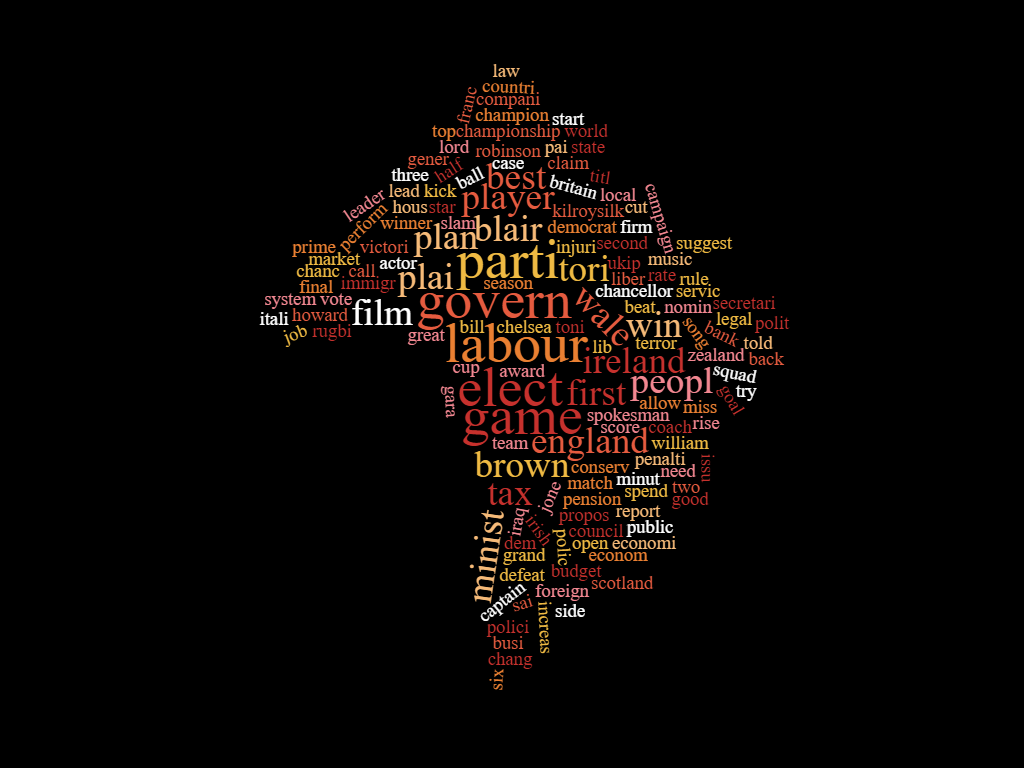 law
countri
franc
compani
champion
start
top
championship
world
lord
robinson
pai
state
gener
half
case
claim
titl
three
ball
best
britain
local
campaign
leader
lead
kick
player
hous
star
kilroysilk
cut
perform
winner
slam
blair
democrat
firm
plan
prime
victori
parti
injuri
second
suggest
market
actor
tori
ukip
music
chanc
call
plai
season
liber
rate
rule
final
immigr
govern
chancellor
servic
system
vote
film
wale
beat
nomin
secretari
itali
howard
win
song
legal
polit
job
rugbi
great
bill
chelsea
toni
bank
labour
lib
terror
told
ireland
zealand
back
cup
award
peopl
squad
try
gara
elect
first
allow
miss
goal
game
spokesman
score
coach
rise
team
england
william
brown
conserv
penalti
need
issu
match
minut
tax
jone
pension
spend
two
good
minist
iraq
irish
propos
report
council
public
dem
polic
open
economi
grand
econom
defeat
budget
captain
sai
foreign
scotland
increas
side
polici
busi
chang
six